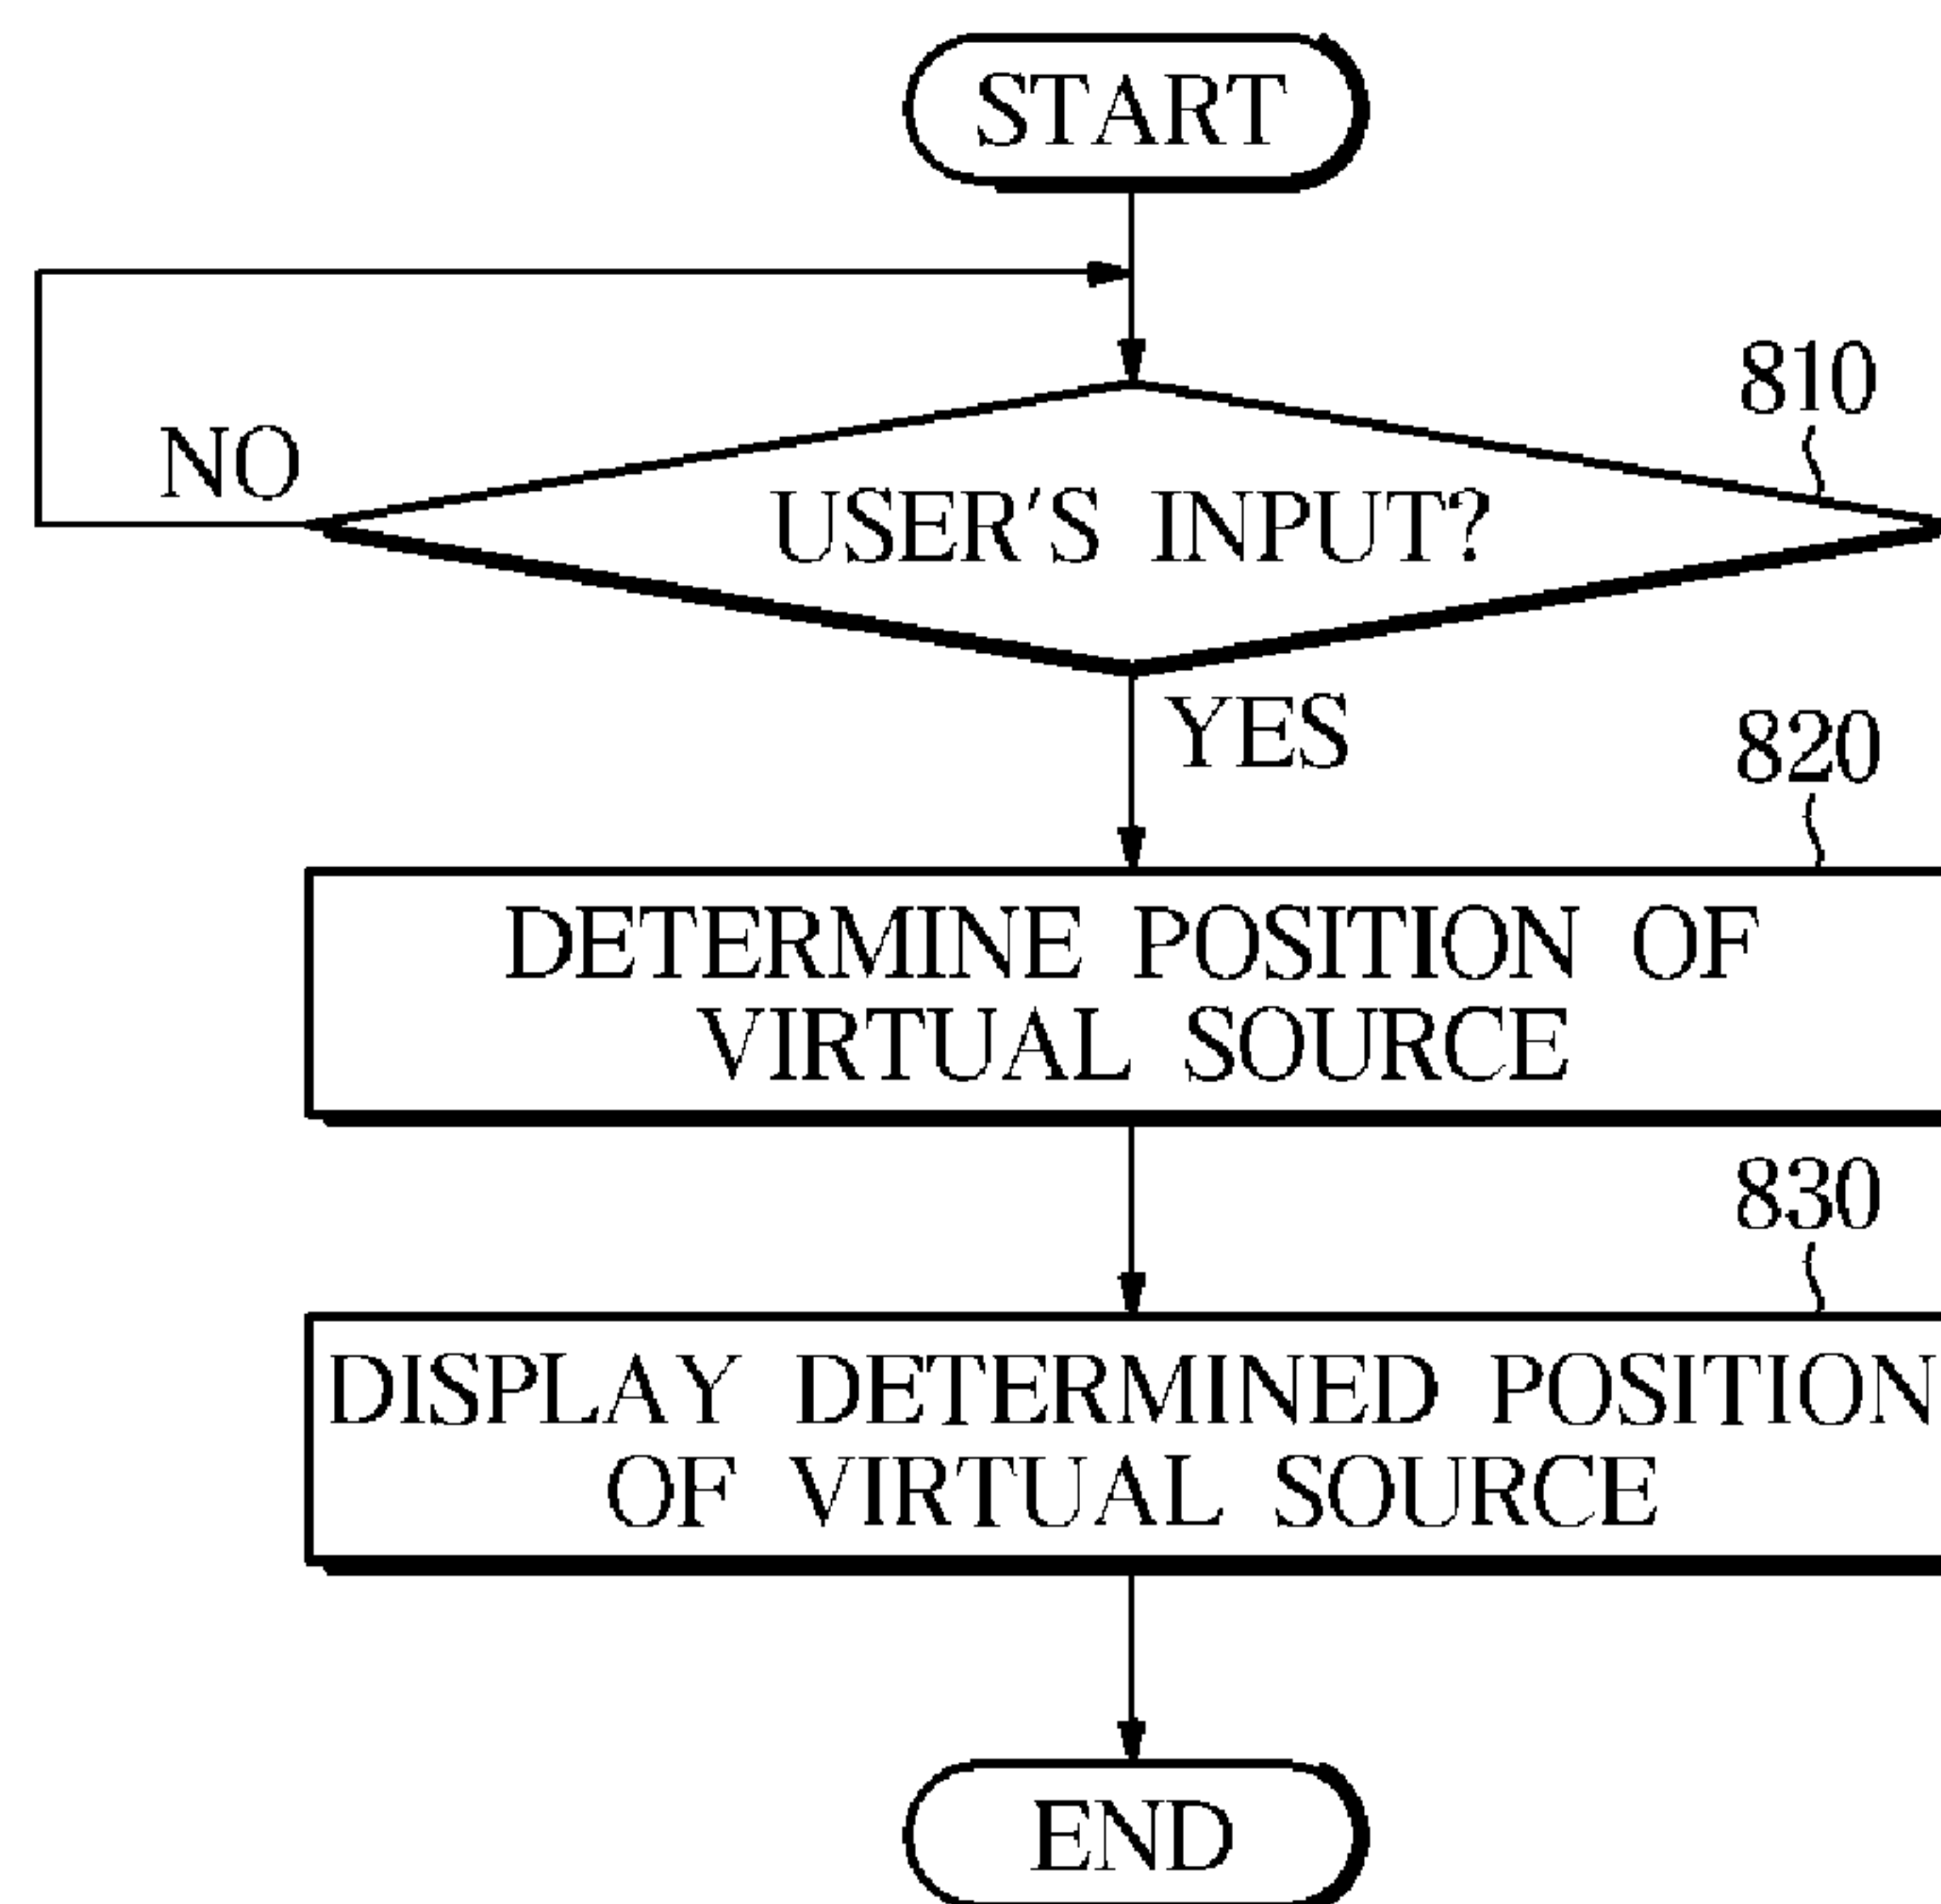 START
810
NO
USER'S INPUT?
YES
820
DETERMINE POSITION OF
VIRTUAL SOURCE
830
DISPLAY DETERMINED POSITION
OF VIRTUAL SOURCE
END